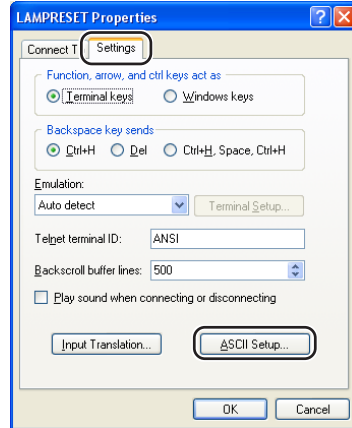 LAMPRESET Properties
Connect T Settings
Function, arrow, and ctrl keys act as
Terminal keys Windows keys
Backspace key sends
Ctrl+H Del Ctrl+H, Space, Ctrl+H
Emulation:
Auto detect Terminal Setup...
Telnet terminal ID: ANSI
Backscroll buffer lines: 500
Play sound when connecting or disconnecting
Input Translation... ASCII Setup...
OK Cancel